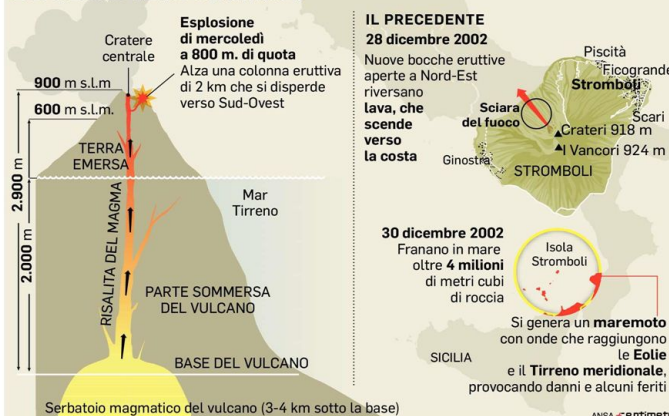 Cratere
centrale
Esplosione
di mercoledì
a 800 m. di quota
Alza una colonna eruttiva
di 2 km che si disperde
verso Sud-Ovest
900 m s.l.m.
600 m s.l.m.
TERRA
EMERSA
2.900 m
2.000 m
RISALITA DEL MAGMA
Mar
Tirreno
PARTE SOMMERSA
DEL VULCANO
BASE DEL VULCANO
Serbatoio magmatico del vulcano (3-4 km sotto la base)
IL PRECEDENTE
28 dicembre 2002
Nuove bocche eruttive
aperte a Nord-Est
riversano
lava, che
scende
verso
la costa
Piscità
Ficogrande
Stromboli
Scari
Sciara
del fuoco
Crateri 918 m
I Vancori 924 m
Ginostra
STROMBOLI
30 dicembre 2002
Franano in mare
oltre 4 milioni
di metri cubi
di roccia
Isola
Stromboli
Si genera un maremoto
con onde che raggiungono
le Eolie
e il Tirreno meridionale,
provocando danni e alcuni feriti
SICILIA
ANSA centimetri